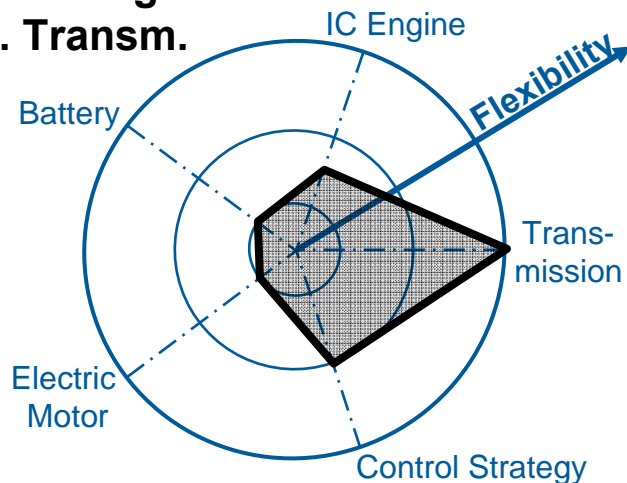 . Transm.
IC Engine
Battery
Flexibility
Trans-
mission
Electric
Motor
Control Strategy